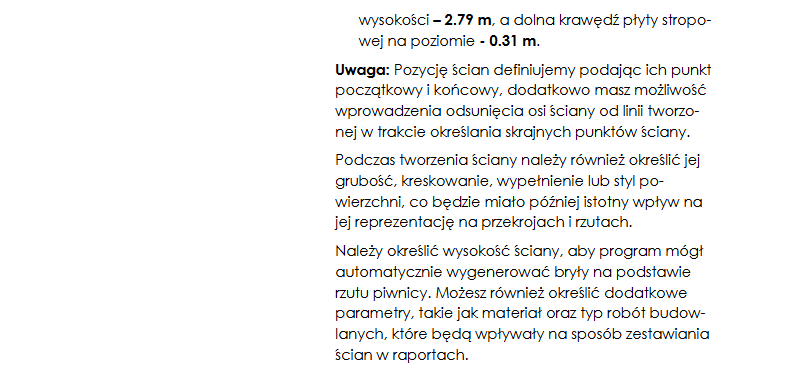 wysokości – 2.79 m, a dolna krawędź płyty stropo-
wej na poziomie - 0.31 m.
Uwaga: Pozycję ścian definiujemy podając ich punkt
początkowy i końcowy, dodatkowo masz możliwość
wprowadzenia odsunięcia osi ściany od linii tworzo-
nej w trakcie określania skrajnych punktów ściany.
Podczas tworzenia ściany należy również określić jej
grubość, kreskowanie, wypełnienie lub styl po-
wierzchni, co będzie miało później istotny wpływ na
jej reprezentację na przekrojach i rzutach.
Należy określić wysokość ściany, aby program mógł
automatycznie wygenerować bryły na podstawie
rzutu piwnicy. Możesz również określić dodatkowe
parametry, takie jak materiał oraz typ robót budow-
lanych, które będą wpływały na sposób zestawiania
ścian w raportach.